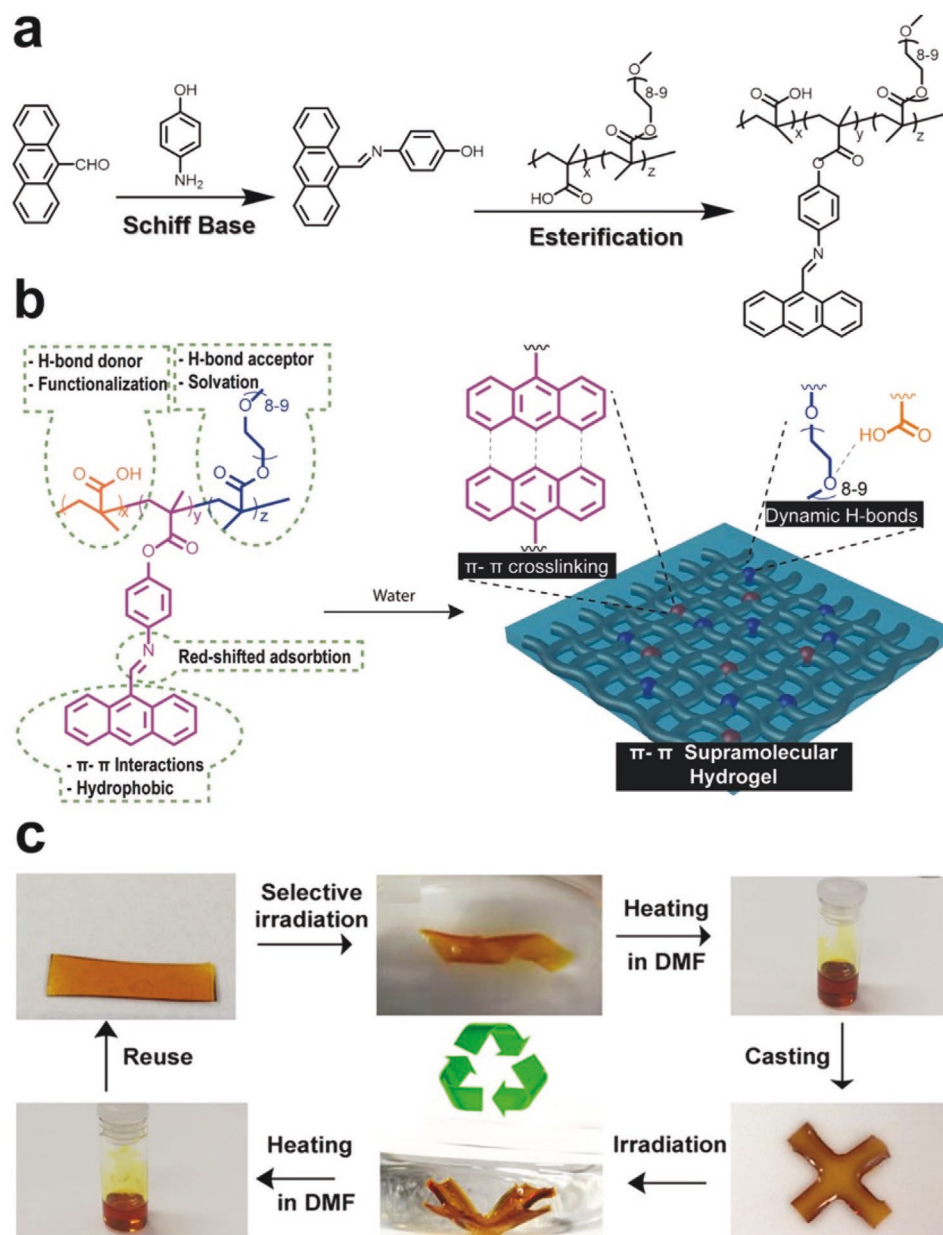 a
OH
CHO
NH₂
Schiff Base
N
OH
O
8-9
O
O
x
z
HO
O
Esterification
O
8-9
O
OH
O
O
x
y
z
O
O
N
b
- H-bond donor
- Functionalization
- H-bond acceptor
- Solvation
O
8-9
O
OH
O
O
x
y
z
O
O
N
Red-shifted adsorbtion
- π- π Interactions
- Hydrophobic
Water
π- π crosslinking
O
HO
O
O
8-9
Dynamic H-bonds
π- π Supramolecular
Hydrogel
c
Selective
irradiation
Heating
in DMF
Casting
Irradiation
Heating
in DMF
Reuse